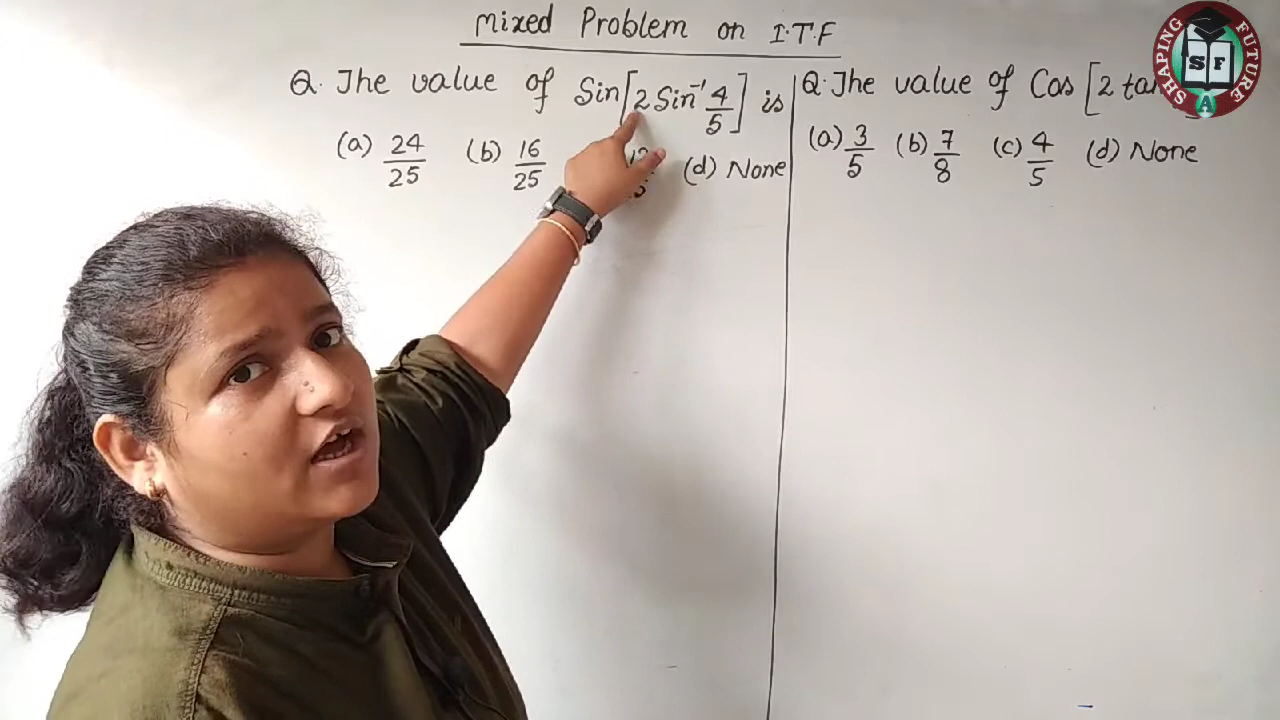 Mixed Problem on I.T.F
Q. The value of Sin[2 Sin⁻¹ 4/5] is
(a) 24/25 (b) 16/25 (d) None
Q. The value of Cos [2 tan
(a) 3/5 (b) 7/8 (c) 4/5 (d) None
SHAPING FUTURE
S F
A